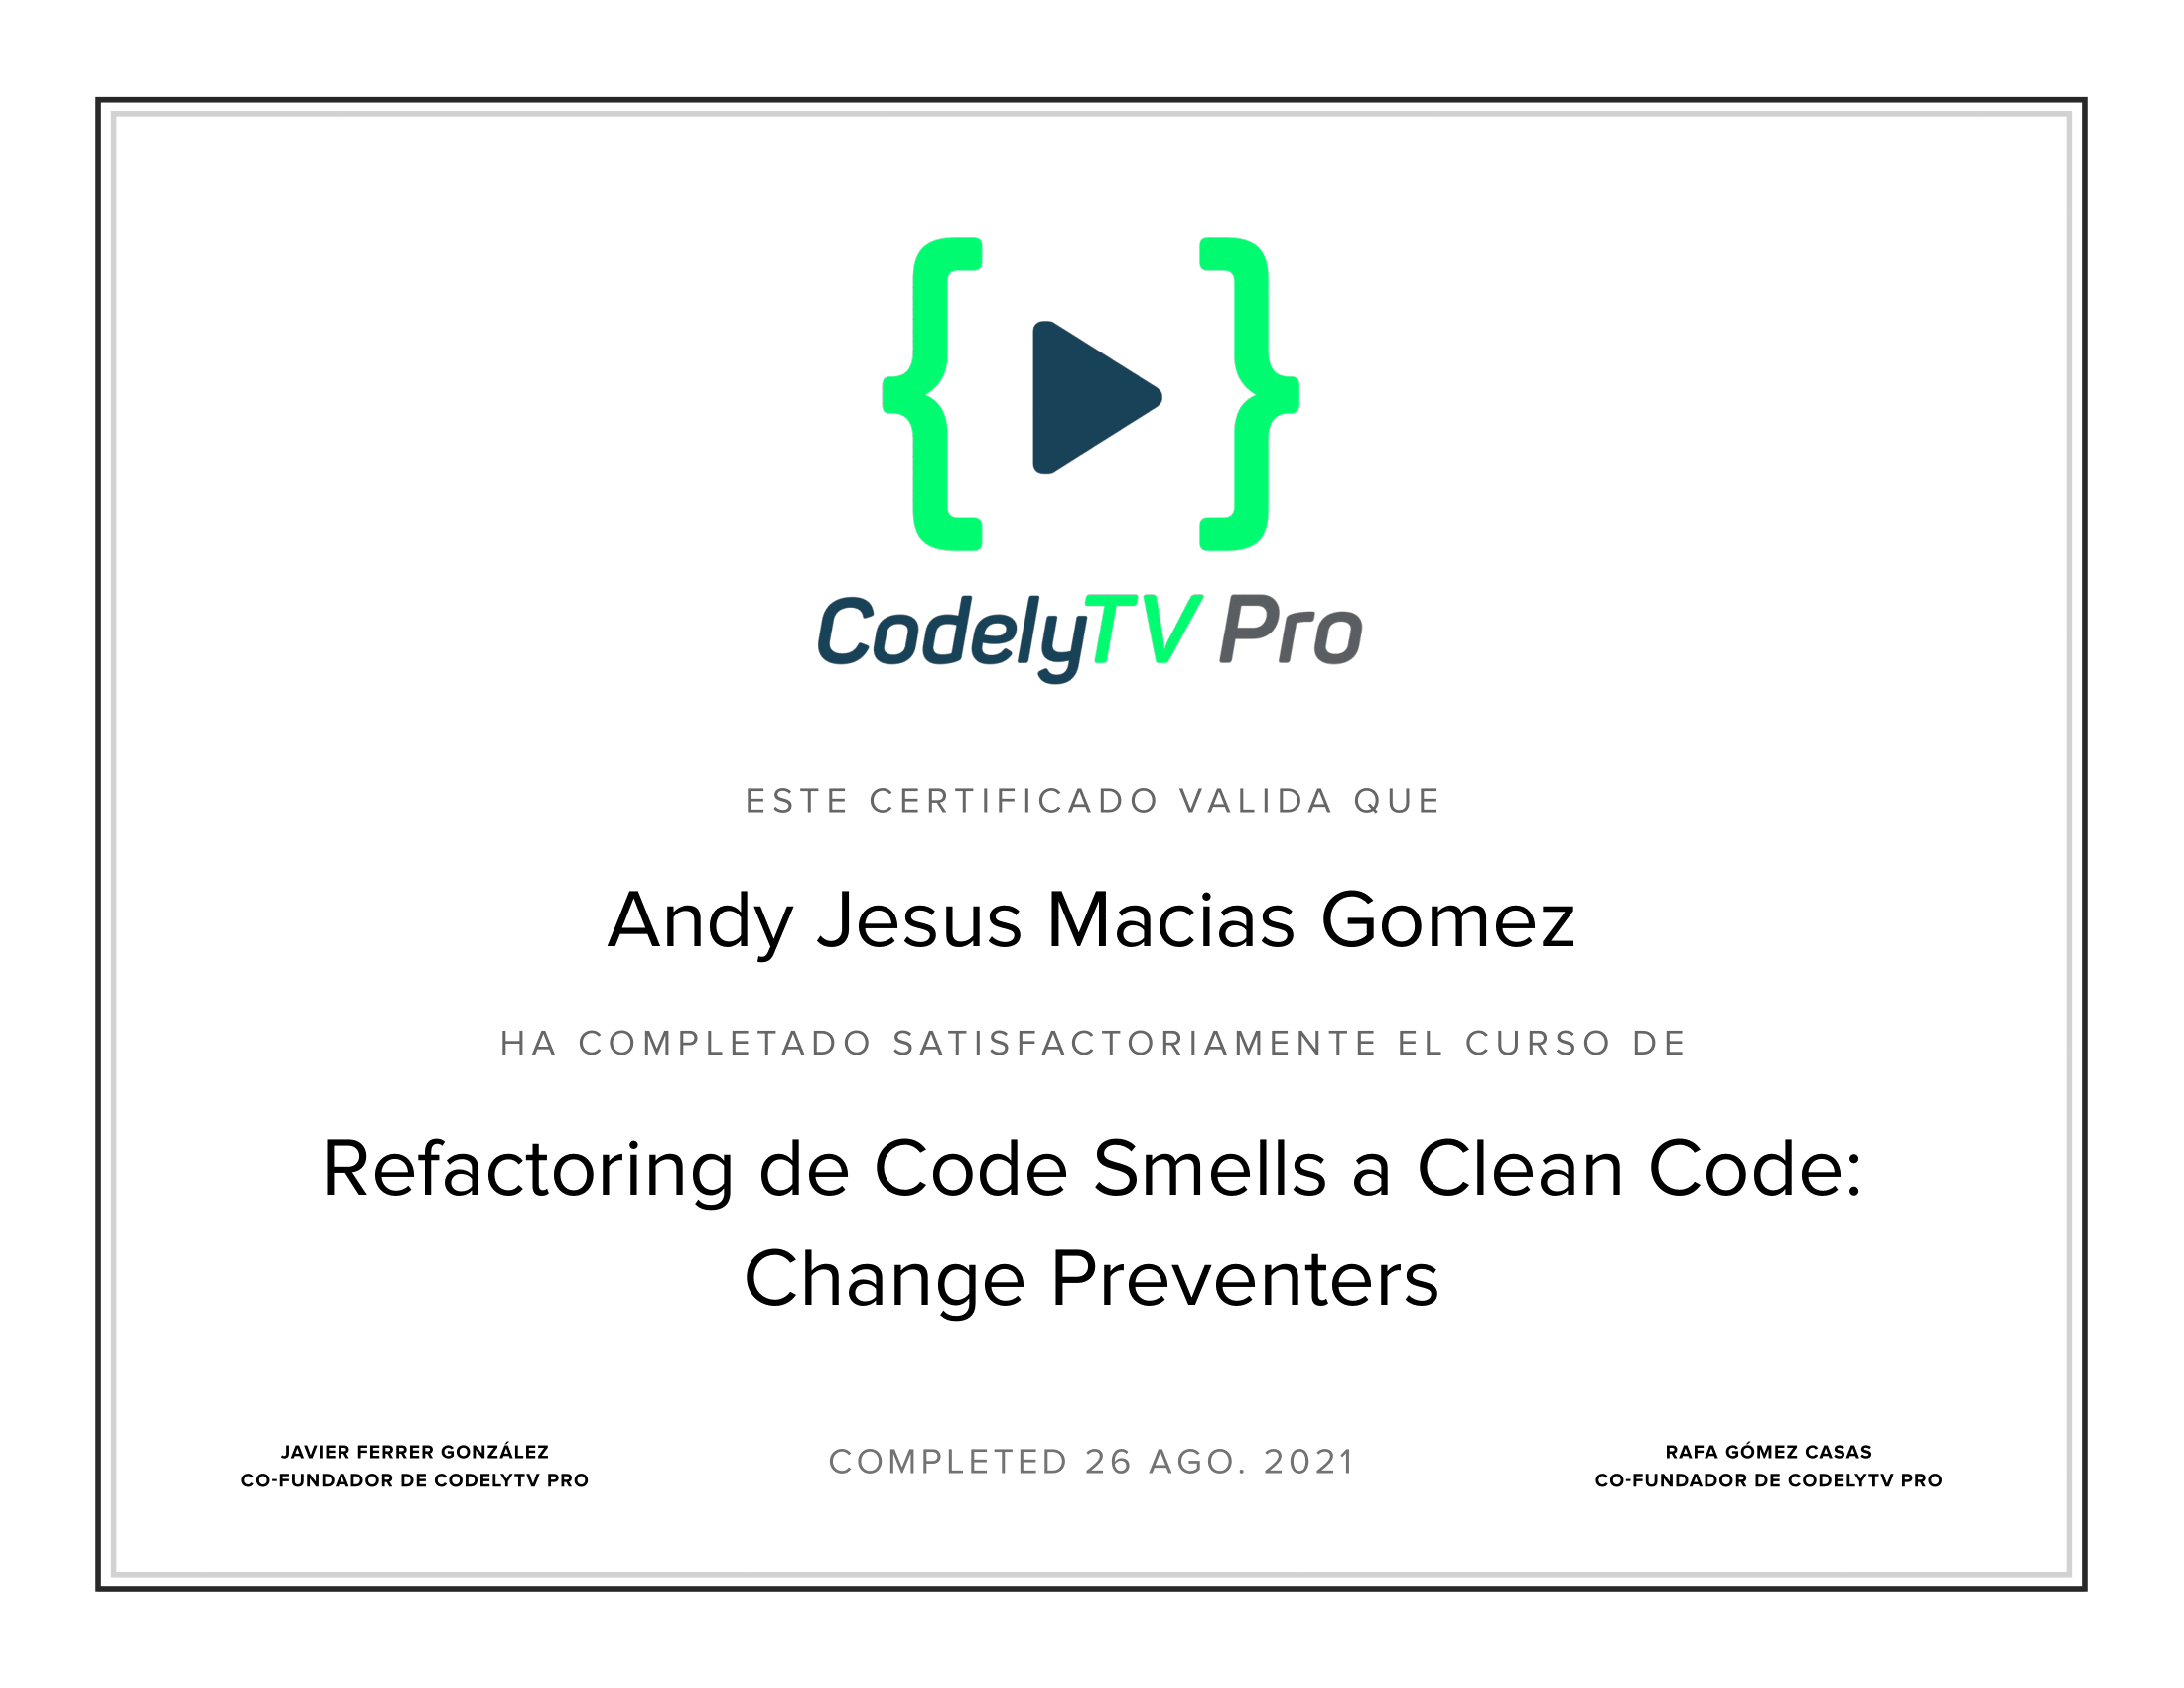 CodelyTV Pro
ESTE CERTIFICADO VALIDA QUE
Andy Jesus Macias Gomez
HA COMPLETADO SATISFACTORIAMENTE EL CURSO DE
Refactoring de Code Smells a Clean Code:
Change Preventers
JAVIER FERRER GONZÁLEZ
CO-FUNDADOR DE CODELYTV PRO
COMPLETED 26 AGO. 2021
RAFA GÓMEZ CASAS
CO-FUNDADOR DE CODELYTV PRO